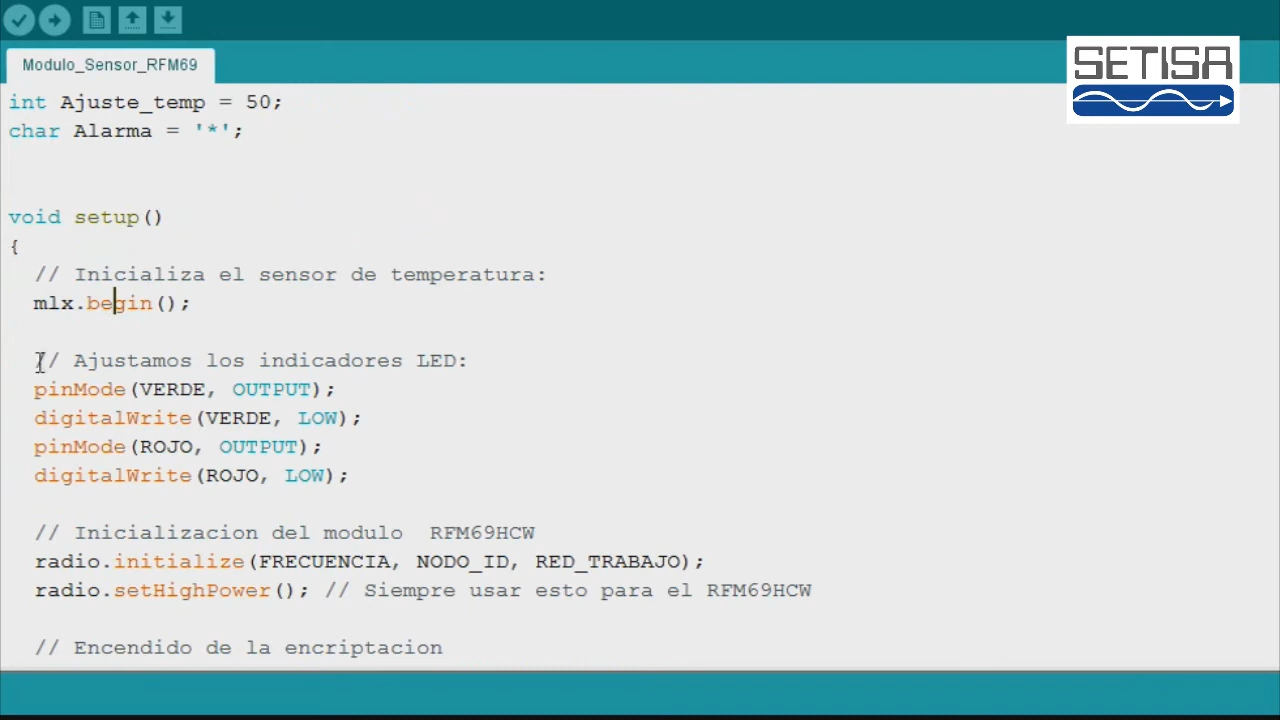 SETISA
Modulo_Sensor_RFM69
int Ajuste_temp = 50;
char Alarma = '*';
void setup()
{
// Inicializa el sensor de temperatura:
mlx.begin();
// Ajustamos los indicadores LED:
pinMode(VERDE, OUTPUT);
digitalWrite(VERDE, LOW);
pinMode(ROJO, OUTPUT);
digitalWrite(ROJO, LOW);
// Inicializacion del modulo  RFM69HCW
radio.initialize(FRECUENCIA, NODO_ID, RED_TRABAJO);
radio.setHighPower(); // Siempre usar esto para el RFM69HCW
// Encendido de la encriptacion